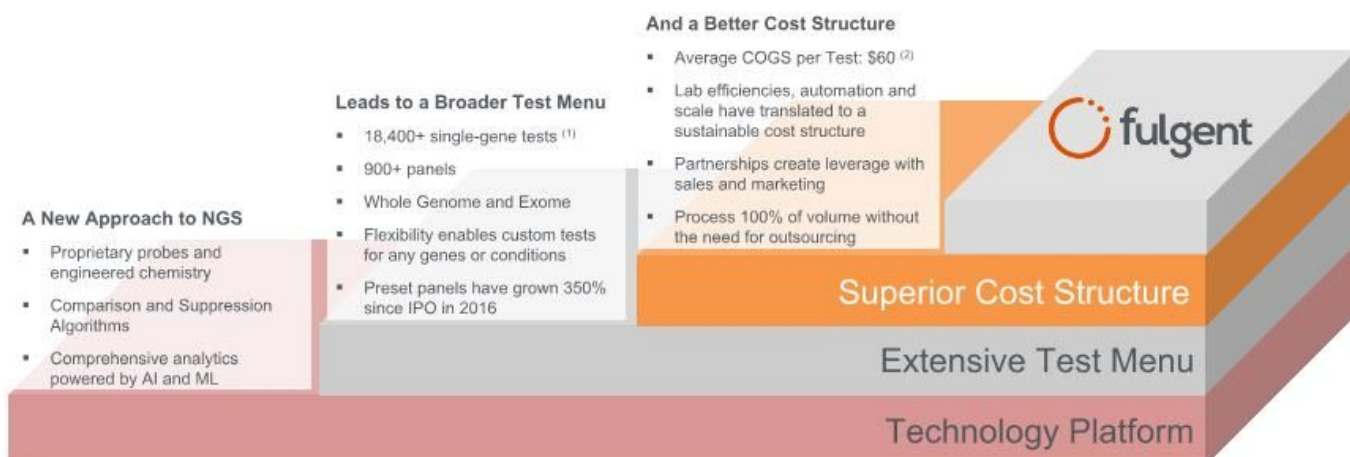 A New Approach to NGS
▪ Proprietary probes and
engineered chemistry
▪ Comparison and Suppression
Algorithms
▪ Comprehensive analytics
powered by AI and ML
Leads to a Broader Test Menu
▪ 18,400+ single-gene tests (1)
▪ 900+ panels
▪ Whole Genome and Exome
▪ Flexibility enables custom tests
for any genes or conditions
▪ Preset panels have grown 350%
since IPO in 2016
And a Better Cost Structure
▪ Average COGS per Test: $60 (2)
▪ Lab efficiencies, automation and
scale have translated to a
sustainable cost structure
▪ Partnerships create leverage with
sales and marketing
▪ Process 100% of volume without
the need for outsourcing
fulgent
Superior Cost Structure
Extensive Test Menu
Technology Platform